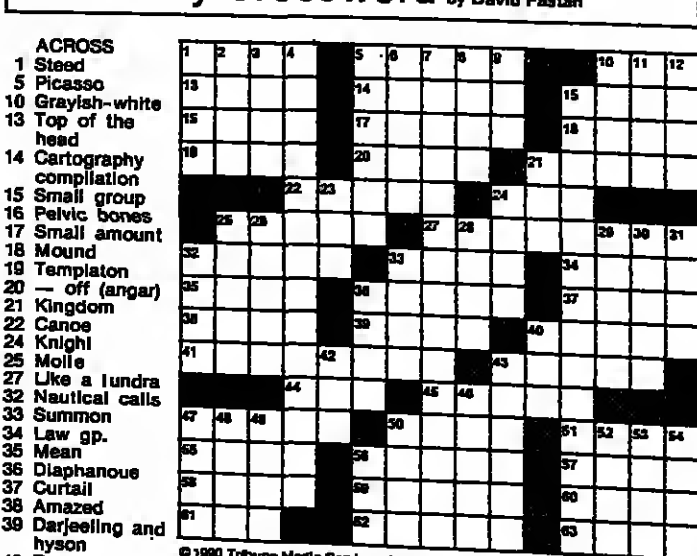 by David
ACROSS
1 Steed
5 Picasso
10 Grayish-white
13 Top of the
head
14 Cartography
compilation
15 Small group
16 Pelvic bones
17 Small amount
18 Mound
19 Templaton
20 — off (angar)
21 Kingdom
22 Canoe
24 Knighl
25 Molle
27 Like a lundra
32 Nautical calls
33 Summon
34 Law gp.
35 Mean
36 Diaphanoue
37 Curtail
38 Amazed
39 Darjeeling and
hyson
1 2 3 4 5 6 7 8 9 10 11 12
13 14 15
17 18
20 21
22 23 24
25 26 27 28 29 30 31
32 33 34
35 36 37
38 39 40
41 42 43
44 45 46
47 48 49 50 51 52 53 54
55 56 57
58 59 60
61 62 63
© 1990 Tribune Media